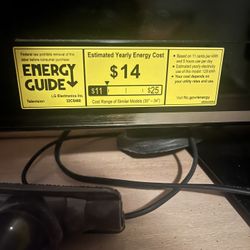 Federal law prohibits removal of this
label before consumer purchase.
ENERGY
GUIDE
LG Electronics Inc.
Television
Estimated Yearly Energy Cost
$14
$11
$25
Cost Range of Similar Models
• Based on 11 cents per kWh
and 5 hours use per day
• Estimated yearly electricity
use of this model: 129 kWh
• Your cost depends on
your utility rates and use.
Visit ftc.gov/energy